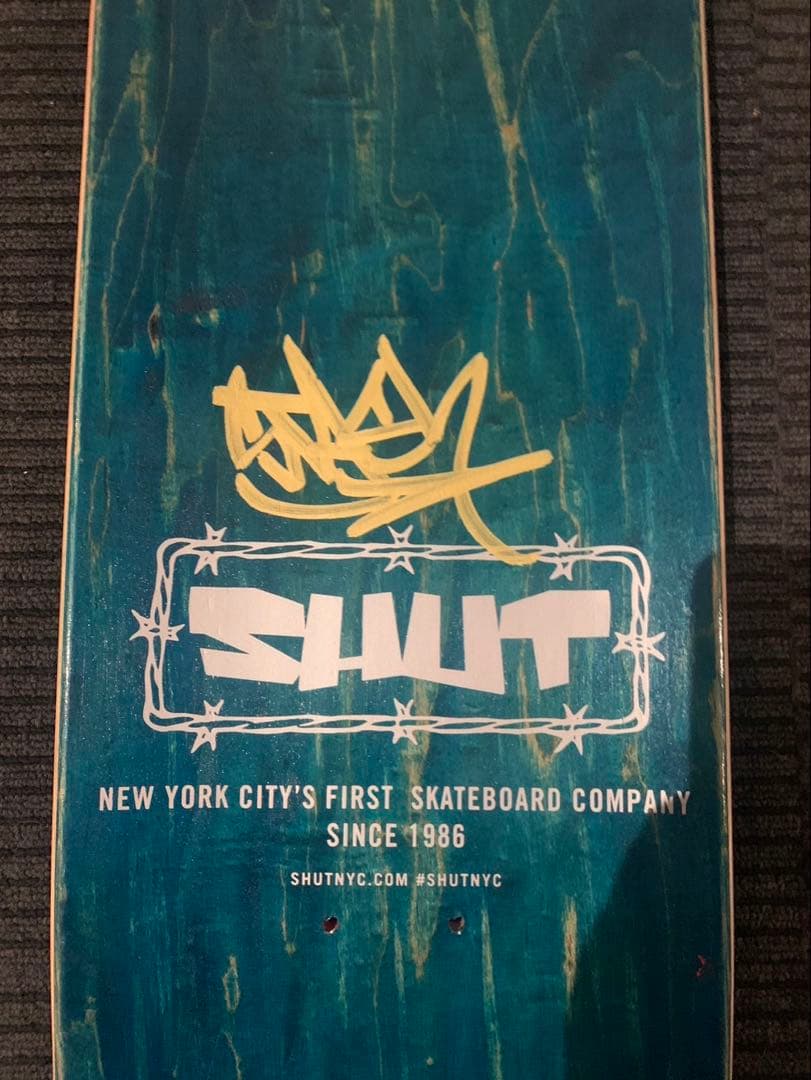 SHUT
NEW YORK CITY'S FIRST SKATEBOARD COMPANY
SINCE 1986
SHUTNYC.COM #SHUTNYC